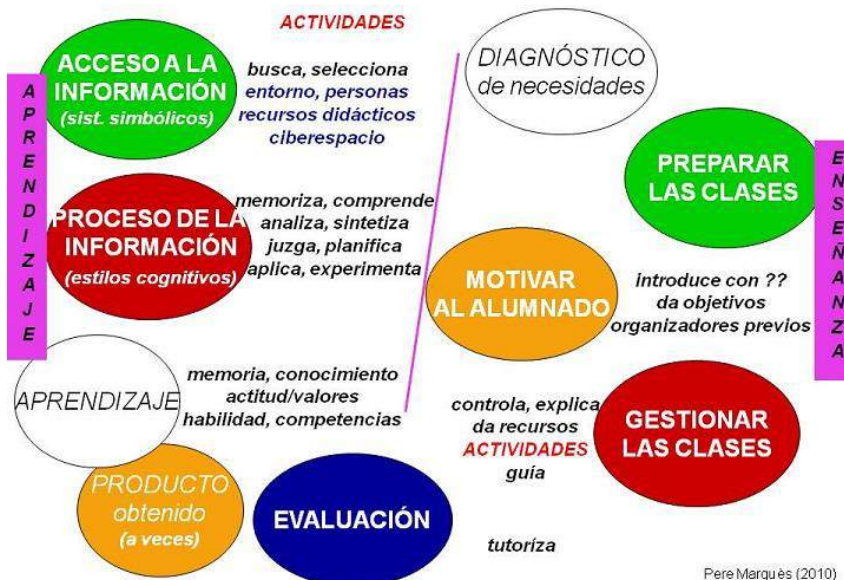 ACTIVIDADES
APRENDIZAJE
ACCESO A LA
INFORMACIÓN
(sist. simbólicos)
busca, selecciona
entorno, personas
recursos didácticos
ciberespacio
PROCESO DE LA
INFORMACIÓN
(estilos cognitivos)
memoriza, comprende
analiza, sintetiza
juzga, planifica
aplica, experimenta
APRENDIZAJE
memoria, conocimiento
actitud/valores
habilidad, competencias
PRODUCTO
obtenido
(a veces)
EVALUACIÓN
DIAGNÓSTICO
de necesidades
ENSEÑANZA
PREPARAR
LAS CLASES
MOTIVAR
AL ALUMNADO
introduce con ??
da objetivos
organizadores previos
GESTIONAR
LAS CLASES
controla, explica
da recursos
ACTIVIDADES
guía
tutoríza
Pere Marquès (2010)